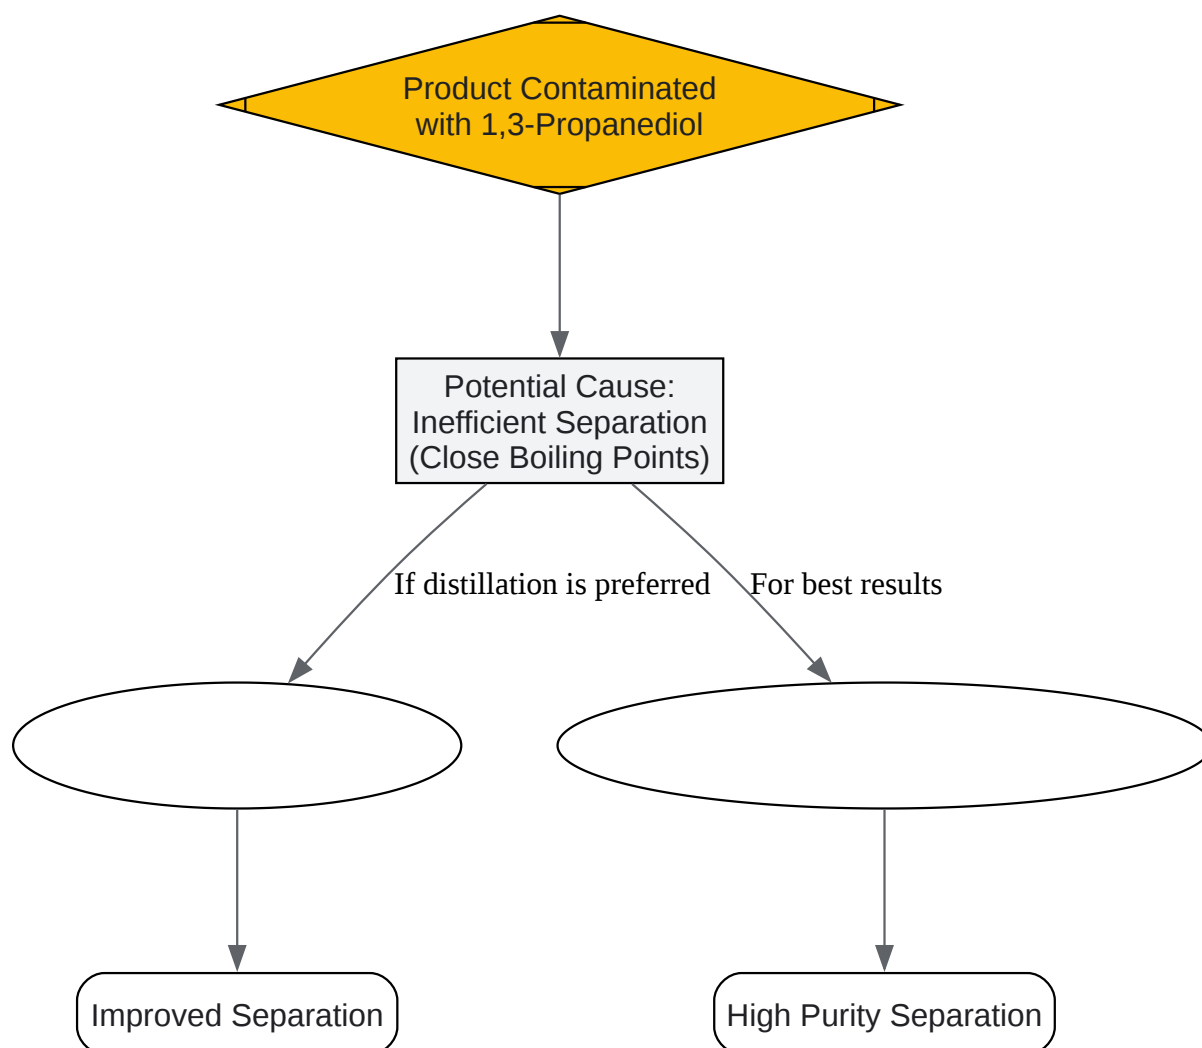 Product Contaminated
with 1,3-Propanediol
Potential Cause:
Inefficient Separation
(Close Boiling Points)
If distillation is preferred
For best results
Improved Separation
High Purity Separation